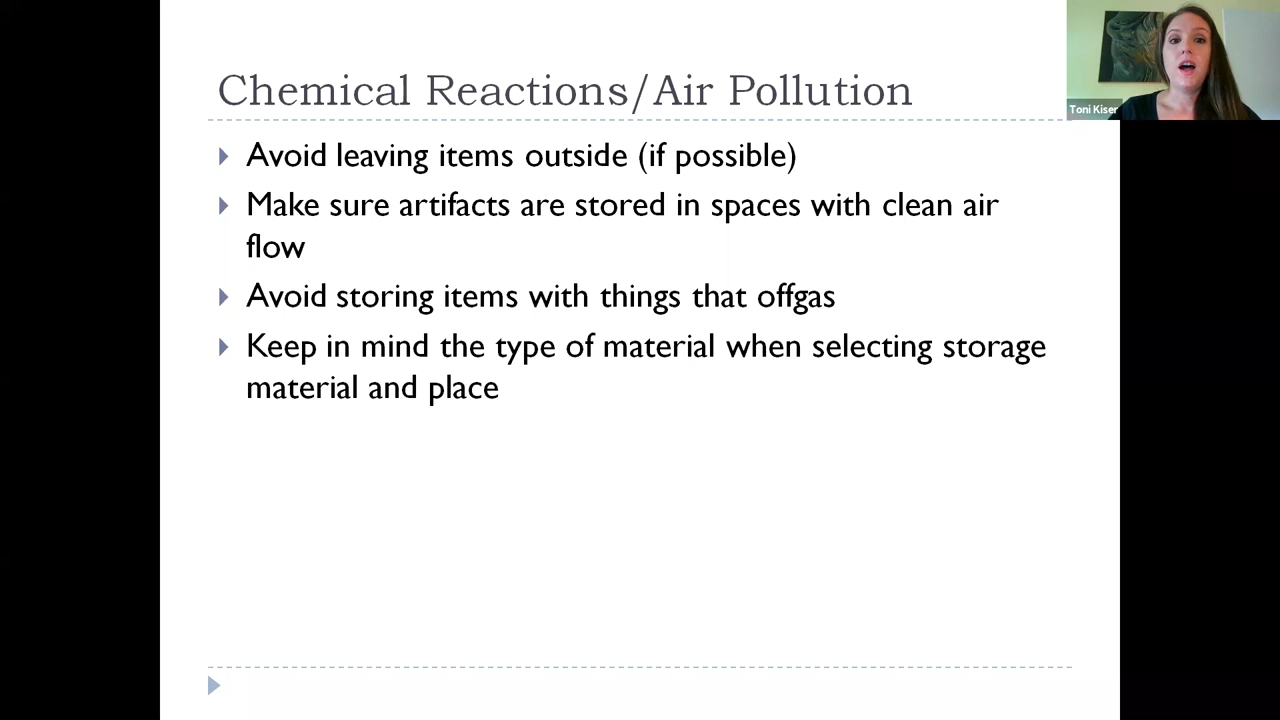 Chemical Reactions/Air Pollution
Avoid leaving items outside (if possible)
Make sure artifacts are stored in spaces with clean air
flow
Avoid storing items with things that offgas
Keep in mind the type of material when selecting storage
material and place
Toni Kiser